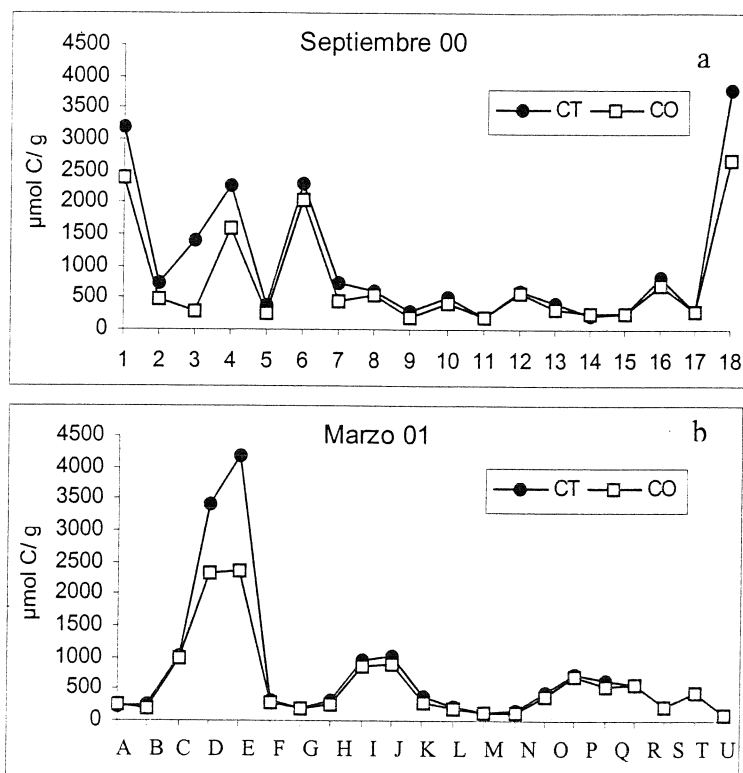 Septiembre 00
a
CT CO
µmol C/ g
4500
4000
3500
3000
2500
2000
1500
1000
500
0
1 2 3 4 5 6 7 8 9 10 11 12 13 14 15 16 17 18
Marzo 01
b
CT CO
µmol C/ g
4500
4000
3500
3000
2500
2000
1500
1000
500
0
A B C D E F G H I J K L M N O P Q R S T U